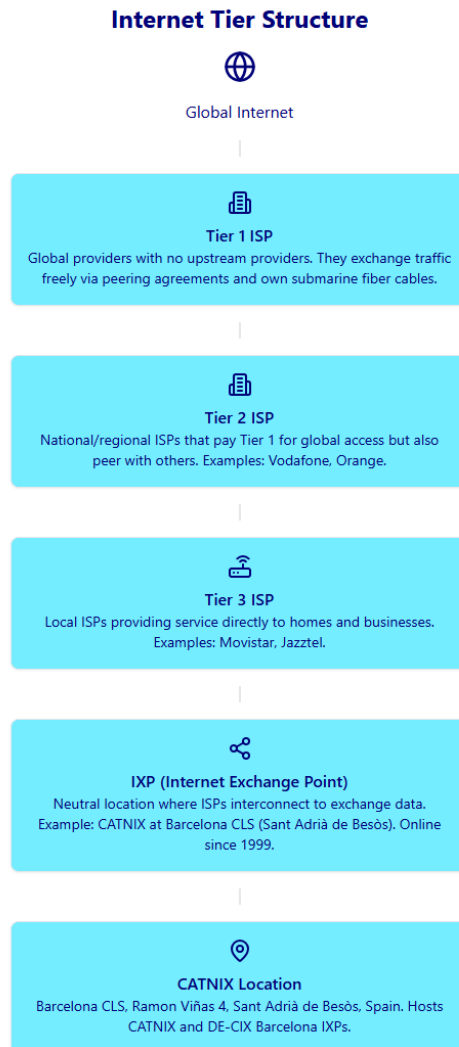 Internet Tier Structure
Global Internet
Tier 1 ISP
Global providers with no upstream providers. They exchange traffic
freely via peering agreements and own submarine fiber cables.
Tier 2 ISP
National/regional ISPs that pay Tier 1 for global access but also
peer with others. Examples: Vodafone, Orange.
Tier 3 ISP
Local ISPs providing service directly to homes and businesses.
Examples: Movistar, Jazztel.
IXP (Internet Exchange Point)
Neutral location where ISPs interconnect to exchange data.
Example: CATNIX at Barcelona CLS (Sant Adrià de Besòs). Online
since 1999.
CATNIX Location
Barcelona CLS, Ramon Viñas 4, Sant Adrià de Besòs, Spain. Hosts
CATNIX and DE-CIX Barcelona IXPs.